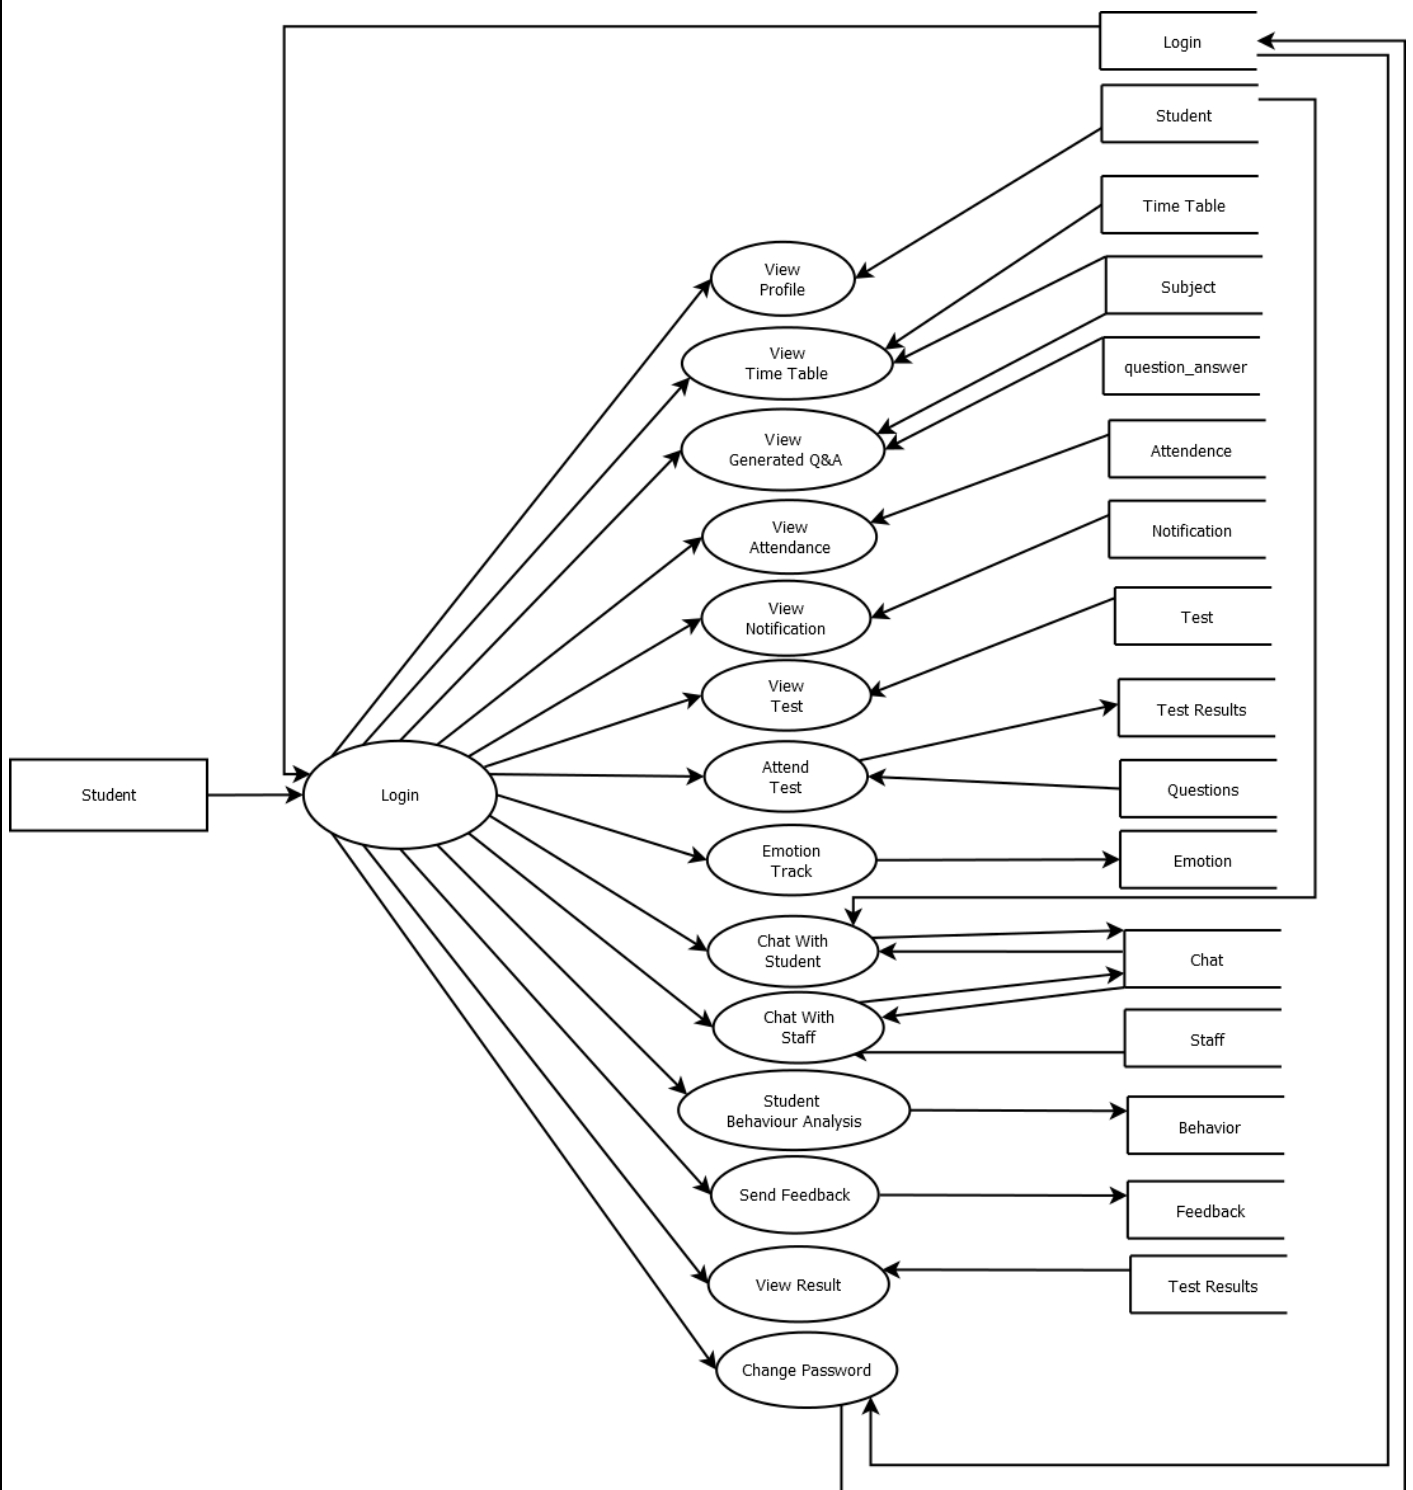 Login
Student
Time Table
Subject
question_answer
Attendence
Notification
Test
Test Results
Questions
Emotion
Chat
Staff
Behavior
Feedback
Test Results
View
Profile
View
Time Table
View
Generated Q&A
View
Attendance
View
Notification
View
Test
Attend
Test
Emotion
Track
Chat With
Student
Chat With
Staff
Student
Behaviour Analysis
Send Feedback
View Result
Change Password
Student
Login